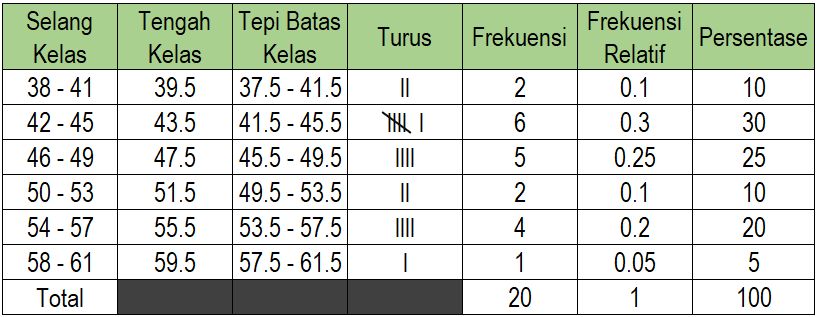 Selang Kelas Tengah Kelas Tepi Batas Kelas Turus Frekuensi Frekuensi Relatif Persentase
38 - 41 39.5 37.5 - 41.5 II 2 0.1 10
42 - 45 43.5 41.5 - 45.5 IIII I 6 0.3 30
46 - 49 47.5 45.5 - 49.5 IIII 5 0.25 25
50 - 53 51.5 49.5 - 53.5 II 2 0.1 10
54 - 57 55.5 53.5 - 57.5 IIII 4 0.2 20
58 - 61 59.5 57.5 - 61.5 I 1 0.05 5
Total 20 1 100